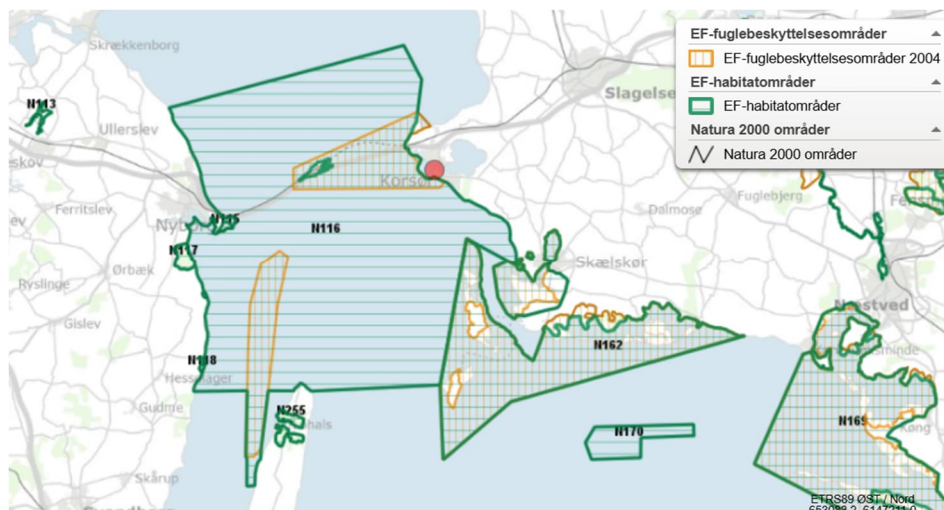 EF-fuglebeskyttelsesområder
EF-fuglebeskyttelsesområder 2004
EF-habitatområder
EF-habitatområder
Natura 2000 områder
Natura 2000 områder
Skrækkenborg
N113
Ullerslev
Slagelse
skov
Korsør
Fuglebjerg
Ferritslev
Dalmose
N115
N116
N117
Skælskør
Ørbæk
Ryslinge
Næstved
Gislev
N118
N162
Gudme
N255
N170
N169
Køng
Skårup
ETRS89 ØST / Nord